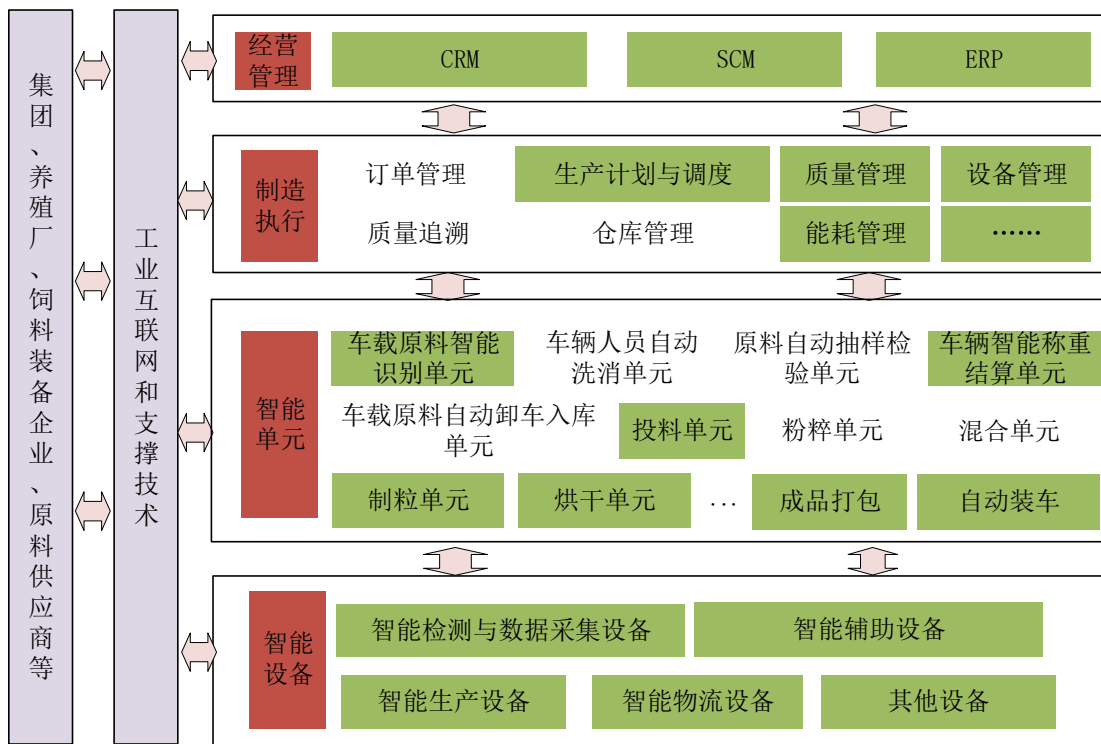 集团、养殖厂、饲料装备企业、原料供应商等
工业互联网和支撑技术
经营
管理
CRM
SCM
ERP
制造
执行
订单管理
生产计划与调度
质量管理
设备管理
质量追溯
仓库管理
能耗管理
……
智能
单元
车载原料智能
识别单元
车辆人员自动
洗消单元
原料自动抽样检
验单元
车辆智能称重
结算单元
车载原料自动卸车入库
单元
投料单元
粉粹单元
混合单元
制粒单元
烘干单元
...
成品打包
自动装车
智能
设备
智能检测与数据采集设备
智能辅助设备
智能生产设备
智能物流设备
其他设备